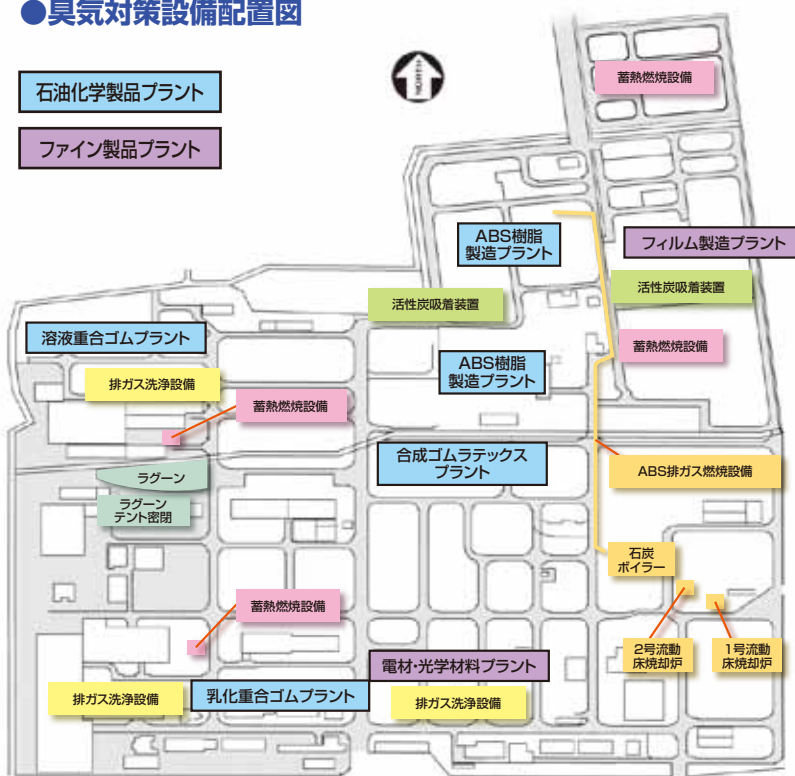 ●臭気対策設備配置図
石油化学製品プラント
ファイン製品プラント
NORTH
蓄熱燃焼設備
ABS樹脂
製造プラント
フィルム製造プラント
活性炭吸着装置
活性炭吸着装置
溶液重合ゴムプラント
蓄熱燃焼設備
ABS樹脂
製造プラント
排ガス洗浄設備
蓄熱燃焼設備
合成ゴムラテックス
プラント
ABS排ガス燃焼設備
ラグーン
ラグーン
テント密閉
石炭
ボイラー
蓄熱燃焼設備
2号流動
床焼却炉
1号流動
床焼却炉
電材・光学材料プラント
排ガス洗浄設備
乳化重合ゴムプラント
排ガス洗浄設備